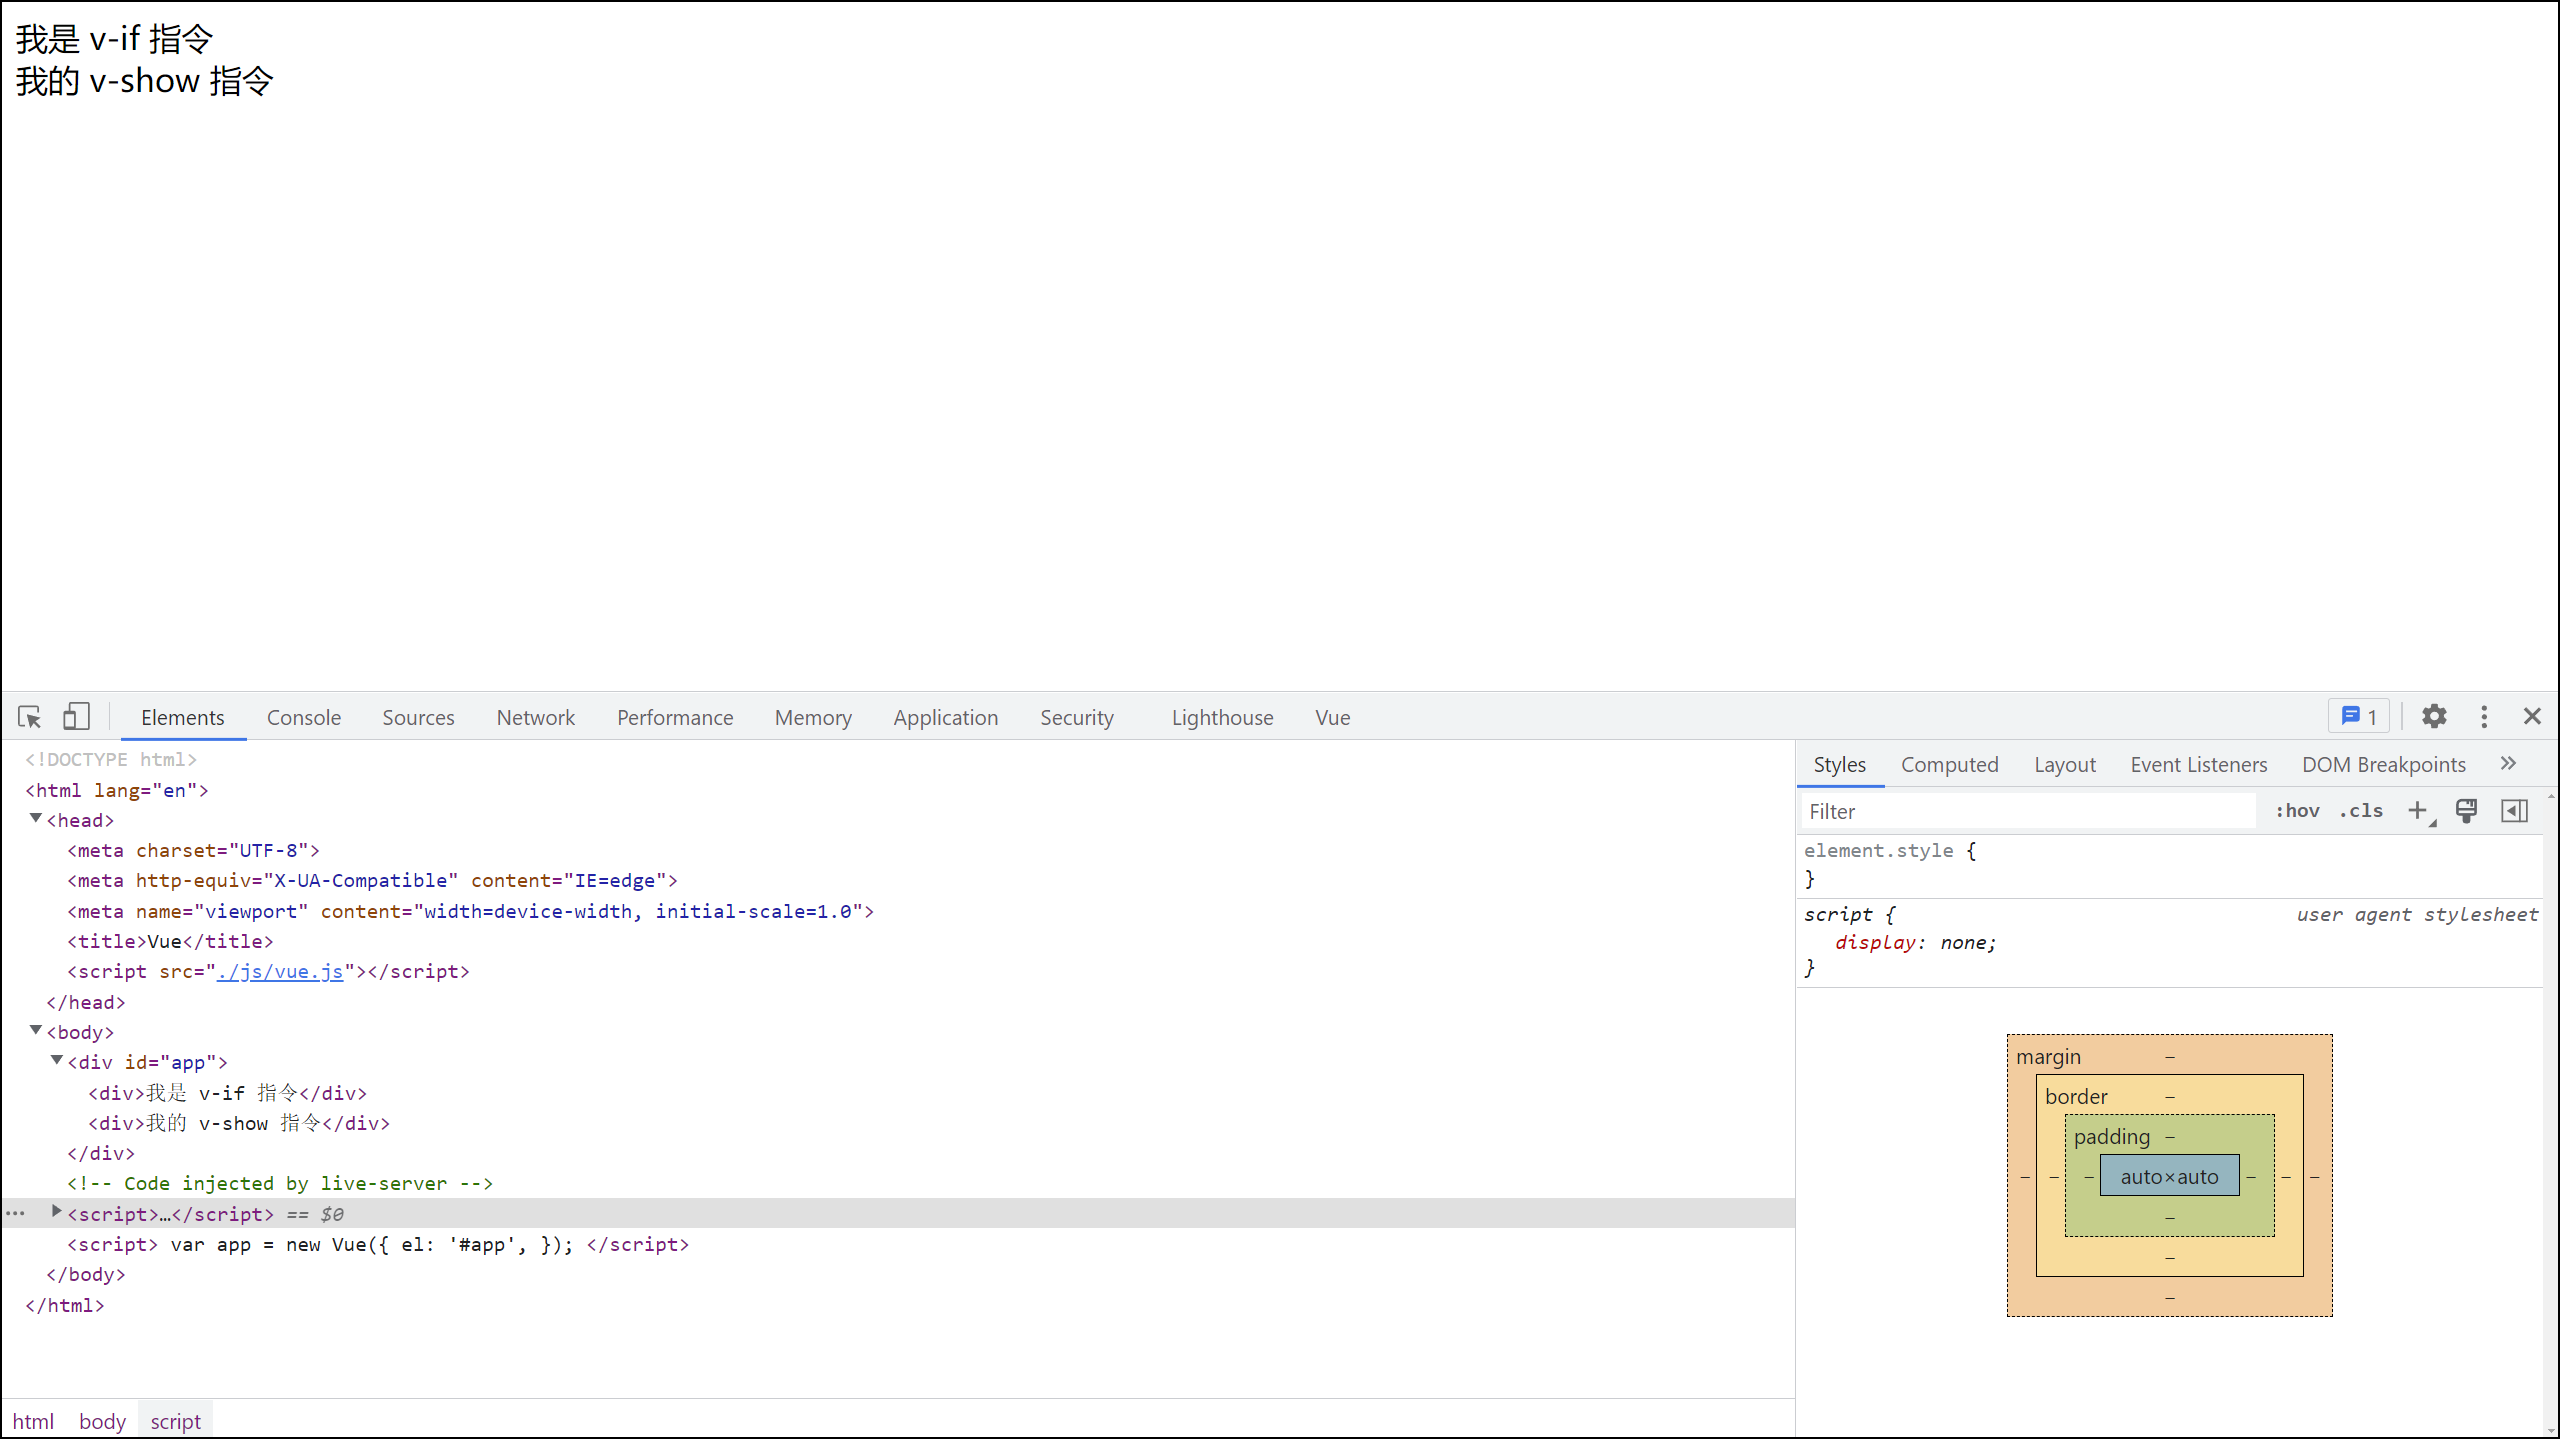 我是 v-if 指令
我的 v-show 指令
Elements Console Sources Network Performance Memory Application Security Lighthouse Vue 1
<!DOCTYPE html>
<html lang="en">
<head>
<meta charset="UTF-8">
<meta http-equiv="X-UA-Compatible" content="IE=edge">
<meta name="viewport" content="width=device-width, initial-scale=1.0">
<title>Vue</title>
<script src="./js/vue.js"></script>
</head>
<body>
<div id="app">
<div>我是 v-if 指令</div>
<div>我的 v-show 指令</div>
</div>
<!-- Code injected by live-server -->
<script>…</script> == $0
<script> var app = new Vue({ el: '#app', }); </script>
</body>
</html>
html body script
Styles Computed Layout Event Listeners DOM Breakpoints
Filter :hov .cls
element.style {
}
script { user agent stylesheet
display: none;
}
margin –
border –
padding –
– – – auto×auto – – –
–
–
–